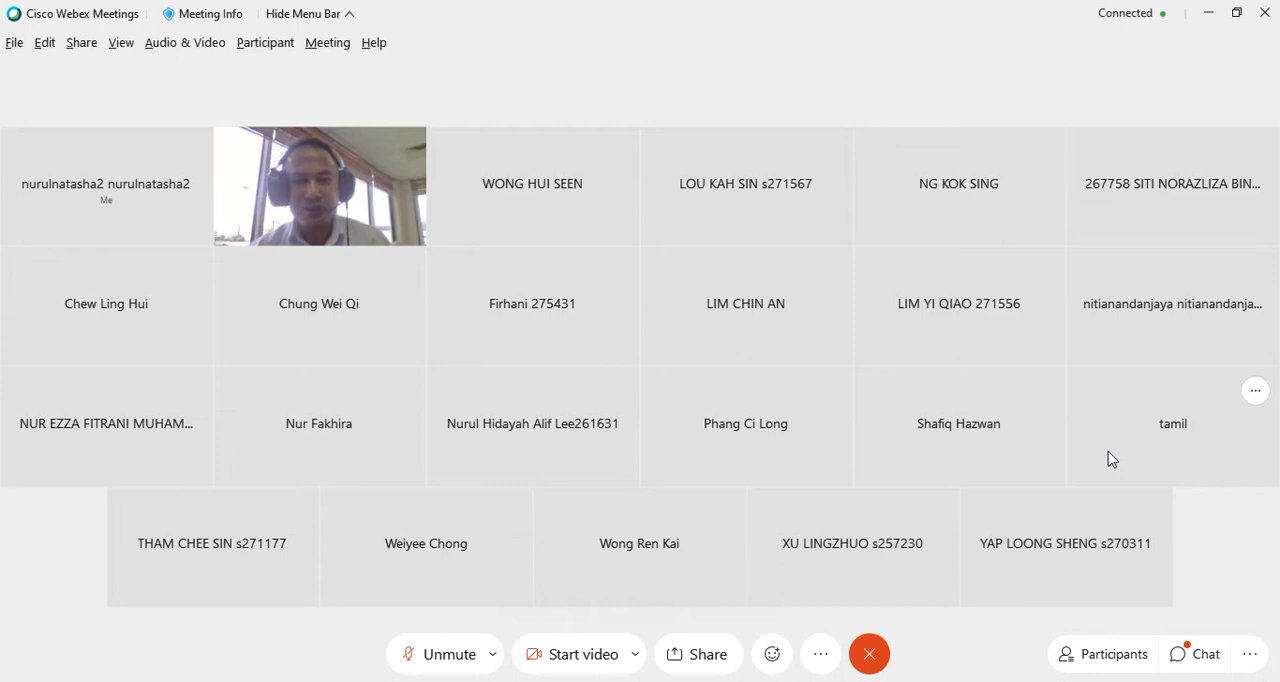 Cisco Webex Meetings Meeting Info Hide Menu Bar Connected
File Edit Share View Audio & Video Participant Meeting Help
nurulnatasha2 nurulnatasha2 WONG HUI SEEN LOU KAH SIN s271567 NG KOK SING 267758 SITI NORAZLIZA BIN...
Me
Chew Ling Hui Chung Wei Qi Firhani 275431 LIM CHIN AN LIM YI QIAO 271556 nitianandanjaya nitianandanja...
NUR EZZA FITRANI MUHAM... Nur Fakhira Nurul Hidayah Alif Lee261631 Phang Ci Long Shafiq Hazwan tamil
THAM CHEE SIN s271177 Weiyee Chong Wong Ren Kai XU LINGZHUO s257230 YAP LOONG SHENG s270311
Unmute Start video Share Participants Chat